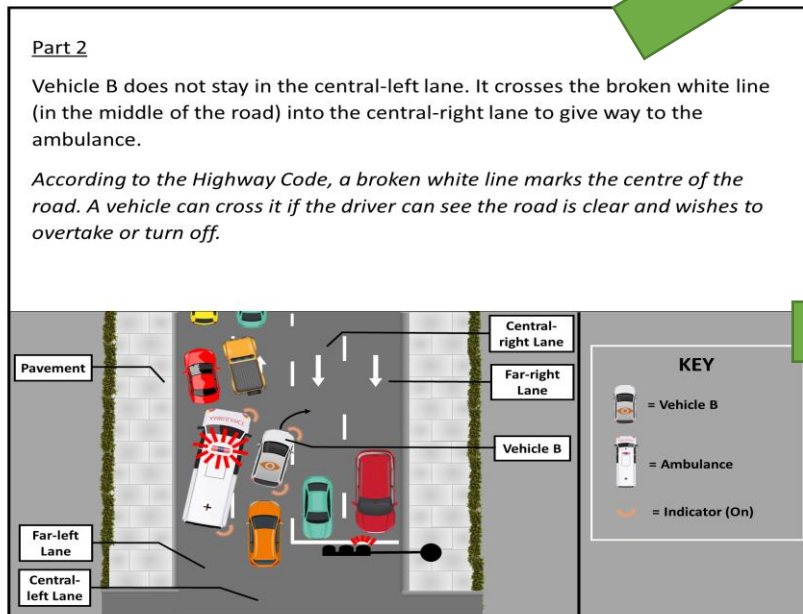 Part 2
Vehicle B does not stay in the central-left lane. It crosses the broken white line
(in the middle of the road) into the central-right lane to give way to the
ambulance.
According to the Highway Code, a broken white line marks the centre of the
road. A vehicle can cross it if the driver can see the road is clear and wishes to
overtake or turn off.
Central-
right Lane
Pavement
Far-right
Lane
KEY
= Vehicle B
Vehicle B
= Ambulance
= Indicator (On)
Far-left
Lane
Central-
left Lane